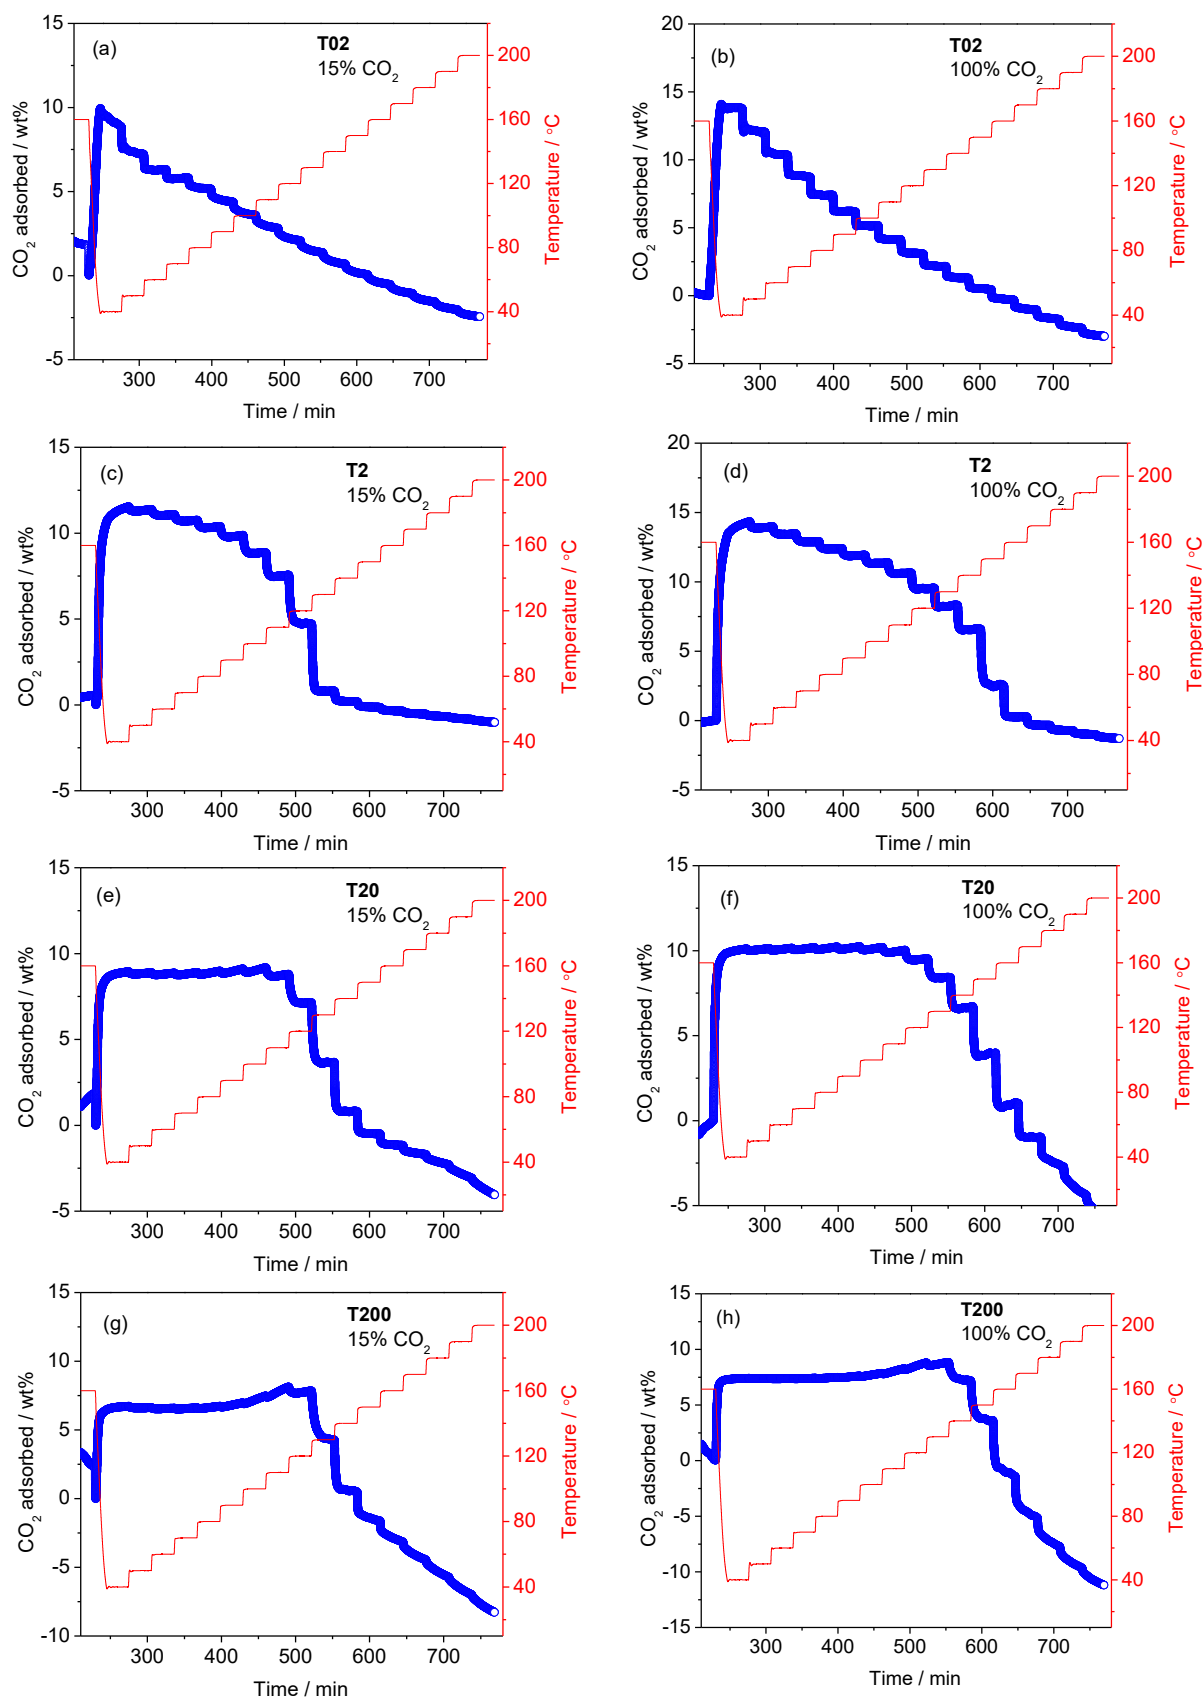 (a)
T02
15% CO2
15
10
5
0
-5
CO2 adsorbed / wt%
200
160
120
80
40
Temperature / °C
300 400 500 600 700
Time / min
(b)
T02
100% CO2
20
15
10
5
0
-5
CO2 adsorbed / wt%
200
160
120
80
40
Temperature / °C
300 400 500 600 700
Time / min
(c)
T2
15% CO2
15
10
5
0
-5
CO2 adsorbed / wt%
200
160
120
80
40
Temperature / °C
300 400 500 600 700
Time / min
(d)
T2
100% CO2
20
15
10
5
0
-5
CO2 adsorbed / wt%
200
160
120
80
40
Temperature / °C
300 400 500 600 700
Time / min
(e)
T20
15% CO2
15
10
5
0
-5
CO2 adsorbed / wt%
200
160
120
80
40
Temperature / °C
300 400 500 600 700
Time / min
(f)
T20
100% CO2
15
10
5
0
-5
CO2 adsorbed / wt%
200
160
120
80
40
Temperature / °C
300 400 500 600 700
Time / min
(g)
T200
15% CO2
15
10
5
0
-5
-10
CO2 adsorbed / wt%
200
160
120
80
40
Temperature / °C
300 400 500 600 700
Time / min
(h)
T200
100% CO2
15
10
5
0
-5
-10
-15
CO2 adsorbed / wt%
200
160
120
80
40
Temperature / °C
300 400 500 600 700
Time / min